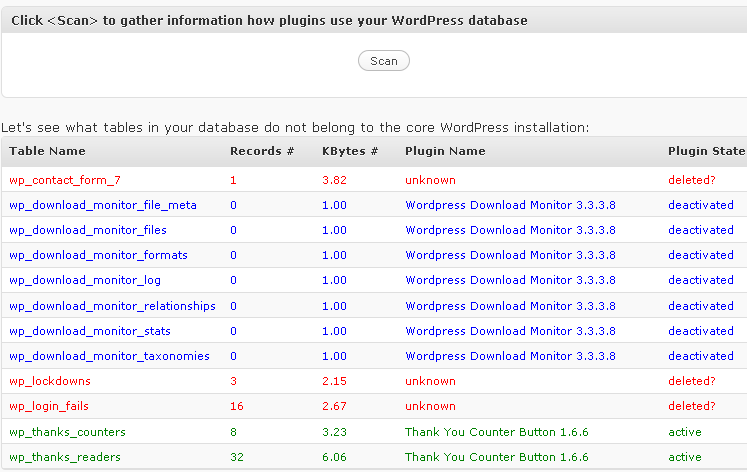 Click <Scan> to gather information how plugins use your WordPress database
Scan
Let's see what tables in your database do not belong to the core WordPress installation:
Table Name Records # KBytes # Plugin Name Plugin State
wp_contact_form_7 1 3.82 unknown deleted?
wp_download_monitor_file_meta 0 1.00 Wordpress Download Monitor 3.3.3.8 deactivated
wp_download_monitor_files 0 1.00 Wordpress Download Monitor 3.3.3.8 deactivated
wp_download_monitor_formats 0 1.00 Wordpress Download Monitor 3.3.3.8 deactivated
wp_download_monitor_log 0 1.00 Wordpress Download Monitor 3.3.3.8 deactivated
wp_download_monitor_relationships 0 1.00 Wordpress Download Monitor 3.3.3.8 deactivated
wp_download_monitor_stats 0 1.00 Wordpress Download Monitor 3.3.3.8 deactivated
wp_download_monitor_taxonomies 0 1.00 Wordpress Download Monitor 3.3.3.8 deactivated
wp_lockdowns 3 2.15 unknown deleted?
wp_login_fails 16 2.67 unknown deleted?
wp_thanks_counters 8 3.23 Thank You Counter Button 1.6.6 active
wp_thanks_readers 32 6.06 Thank You Counter Button 1.6.6 active